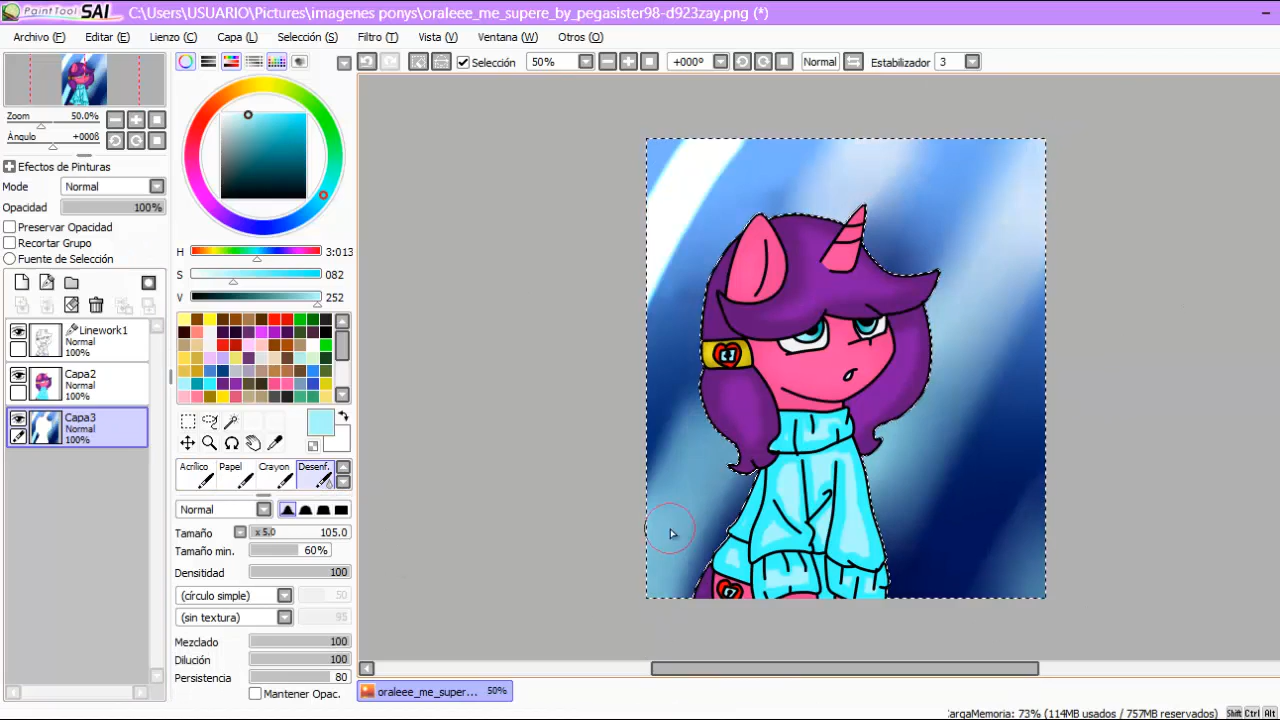 PaintTool SAI C:\Users\USUARIO\Pictures\imagenes ponys\oraleee_me_supere_by_pegasister98-d923zay.png (*)
Archivo (F) Editar (E) Lienzo (C) Capa (L) Selección (S) Filtro (T) Vista (V) Ventana (W) Otros (O)
Selección 50% +000º Normal Estabilizador 3
Zoom 50.0%
Ángulo +000ß
Efectos de Pinturas
Mode Normal
Opacidad 100%
Preservar Opacidad
Recortar Grupo
Fuente de Selección
Linework1
Normal
100%
Capa2
Normal
100%
Capa3
Normal
100%
H 3:013
S 082
V 252
Acrílico Papel Crayon Desenf.
Normal
Tamaño x 5.0 105.0
Tamaño min. 60%
Densitidad 100
(círculo simple) 50
(sin textura) 95
Mezclado 100
Dilución 100
Persistencia 80
Mantener Opac.
oraleee_me_super... 50%
CargaMemoria: 73% (114MB usados / 757MB reservados) Shift Ctrl Alt